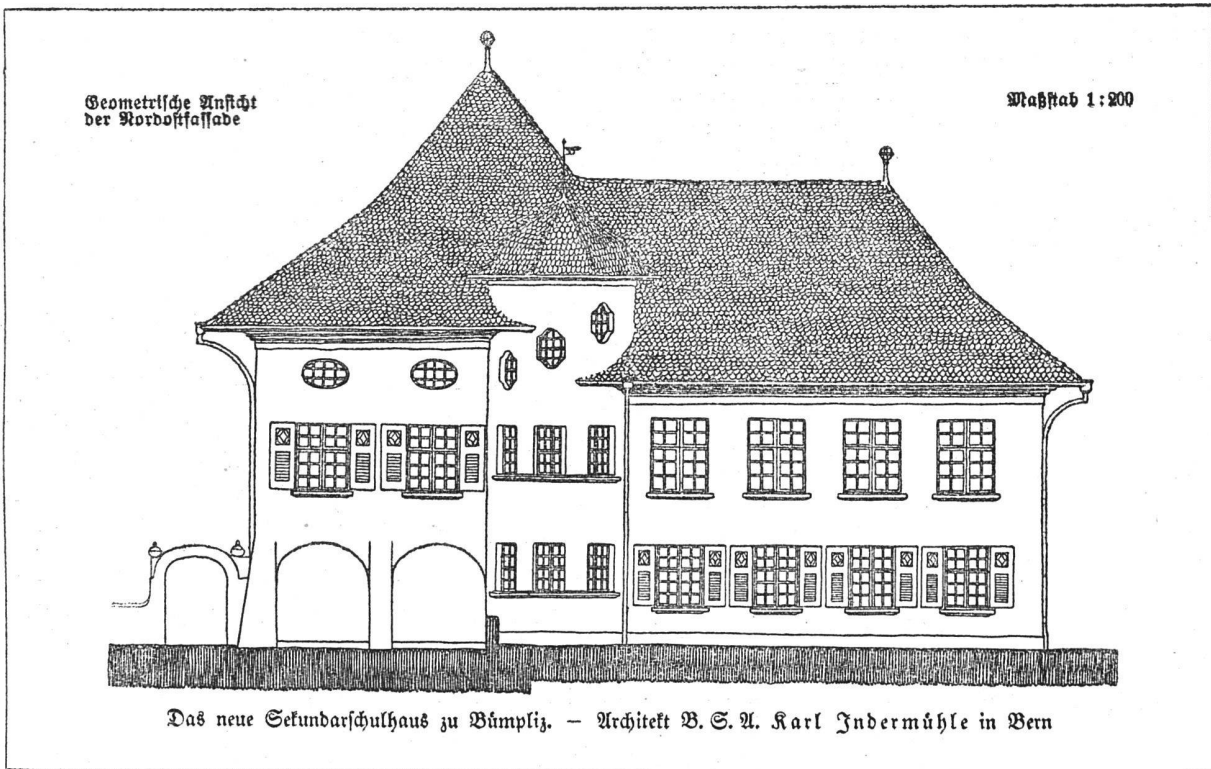 Geometrische Ansicht
der Nordostfassade
Maßstab 1:200
Das neue Sekundarschulhaus zu Bümpliz. — Architekt B. S. A. Karl Indermühle in Bern